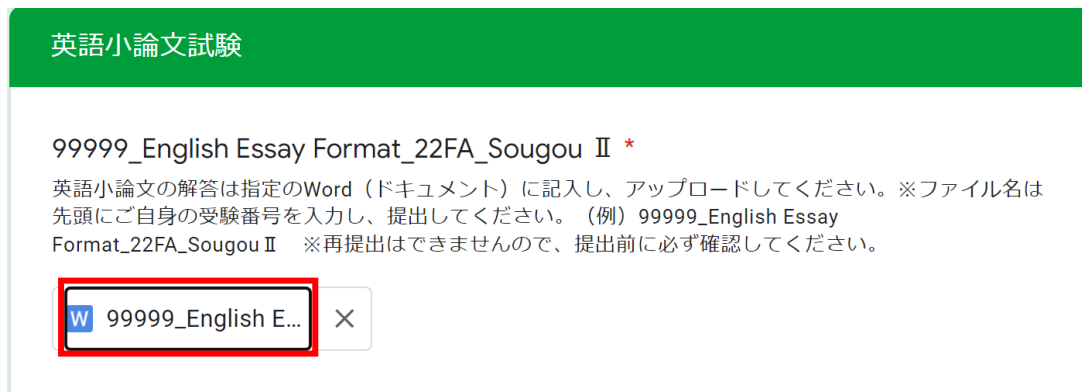 英語小論文試験
99999_English Essay Format_22FA_Sougou Ⅱ *
英語小論文の解答は指定のWord（ドキュメント）に記入し、アップロードしてください。※ファイル名は
先頭にご自身の受験番号を入力し、提出してください。（例）99999_English Essay
Format_22FA_SougouⅡ　※再提出はできませんので、提出前に必ず確認してください。
W 99999_English E... ×